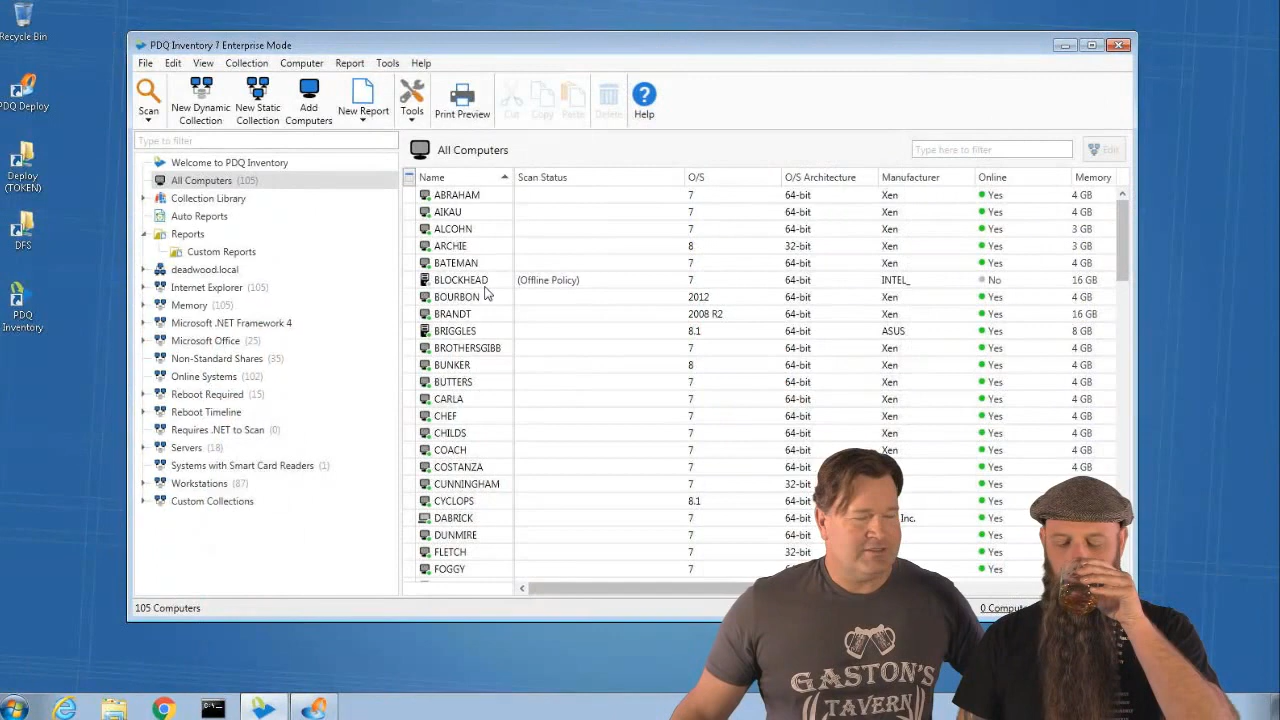 Recycle Bin
PDQ Deploy
Deploy
(TOKEN)
DFS
PDQ
Inventory
PDQ Inventory 7 Enterprise Mode
File Edit View Collection Computer Report Tools Help
Scan
New Dynamic
Collection
New Static
Collection
Add
Computers
New Report
Tools
Print Preview
Cut
Copy
Paste
Delete
Help
Type to filter
Welcome to PDQ Inventory
All Computers (105)
Collection Library
Auto Reports
Reports
Custom Reports
deadwood.local
Internet Explorer (105)
Memory (105)
Microsoft .NET Framework 4
Microsoft Office (25)
Non-Standard Shares (35)
Online Systems (102)
Reboot Required (15)
Reboot Timeline
Requires .NET to Scan (0)
Servers (18)
Systems with Smart Card Readers (1)
Workstations (87)
Custom Collections
All Computers
Type here to filter
Edit
Name Scan Status O/S O/S Architecture Manufacturer Online Memory
ABRAHAM 7 64-bit Xen Yes 4 GB
AIKAU 7 64-bit Xen Yes 4 GB
ALCOHN 7 64-bit Xen Yes 3 GB
ARCHIE 8 32-bit Xen Yes 3 GB
BATEMAN 7 64-bit Xen Yes 4 GB
BLOCKHEAD (Offline Policy) 7 64-bit INTEL_ No 16 GB
BOURBON 2012 64-bit Xen Yes 4 GB
BRANDT 2008 R2 64-bit Xen Yes 16 GB
BRIGGLES 8.1 64-bit ASUS Yes 8 GB
BROTHERSGIBB 7 64-bit Xen Yes 4 GB
BUNKER 8 64-bit Xen Yes 4 GB
BUTTERS 7 64-bit Xen Yes 4 GB
CARLA 7 64-bit Xen Yes 4 GB
CHEF 7 64-bit Xen Yes 4 GB
CHILDS 7 64-bit Xen Yes 4 GB
COACH 7 64-bit Xen Yes 4 GB
COSTANZA 7 64-bit Yes 4 GB
CUNNINGHAM 7 32-bit Yes
CYCLOPS 8.1 64-bit Yes
DABRICK 7 64-bit Inc. Yes
DUNMIRE 7 64-bit Yes
FLETCH 7 32-bit Yes
FOGGY 7 64-bit Yes
105 Computers
0
GASTON'S
TAVERN